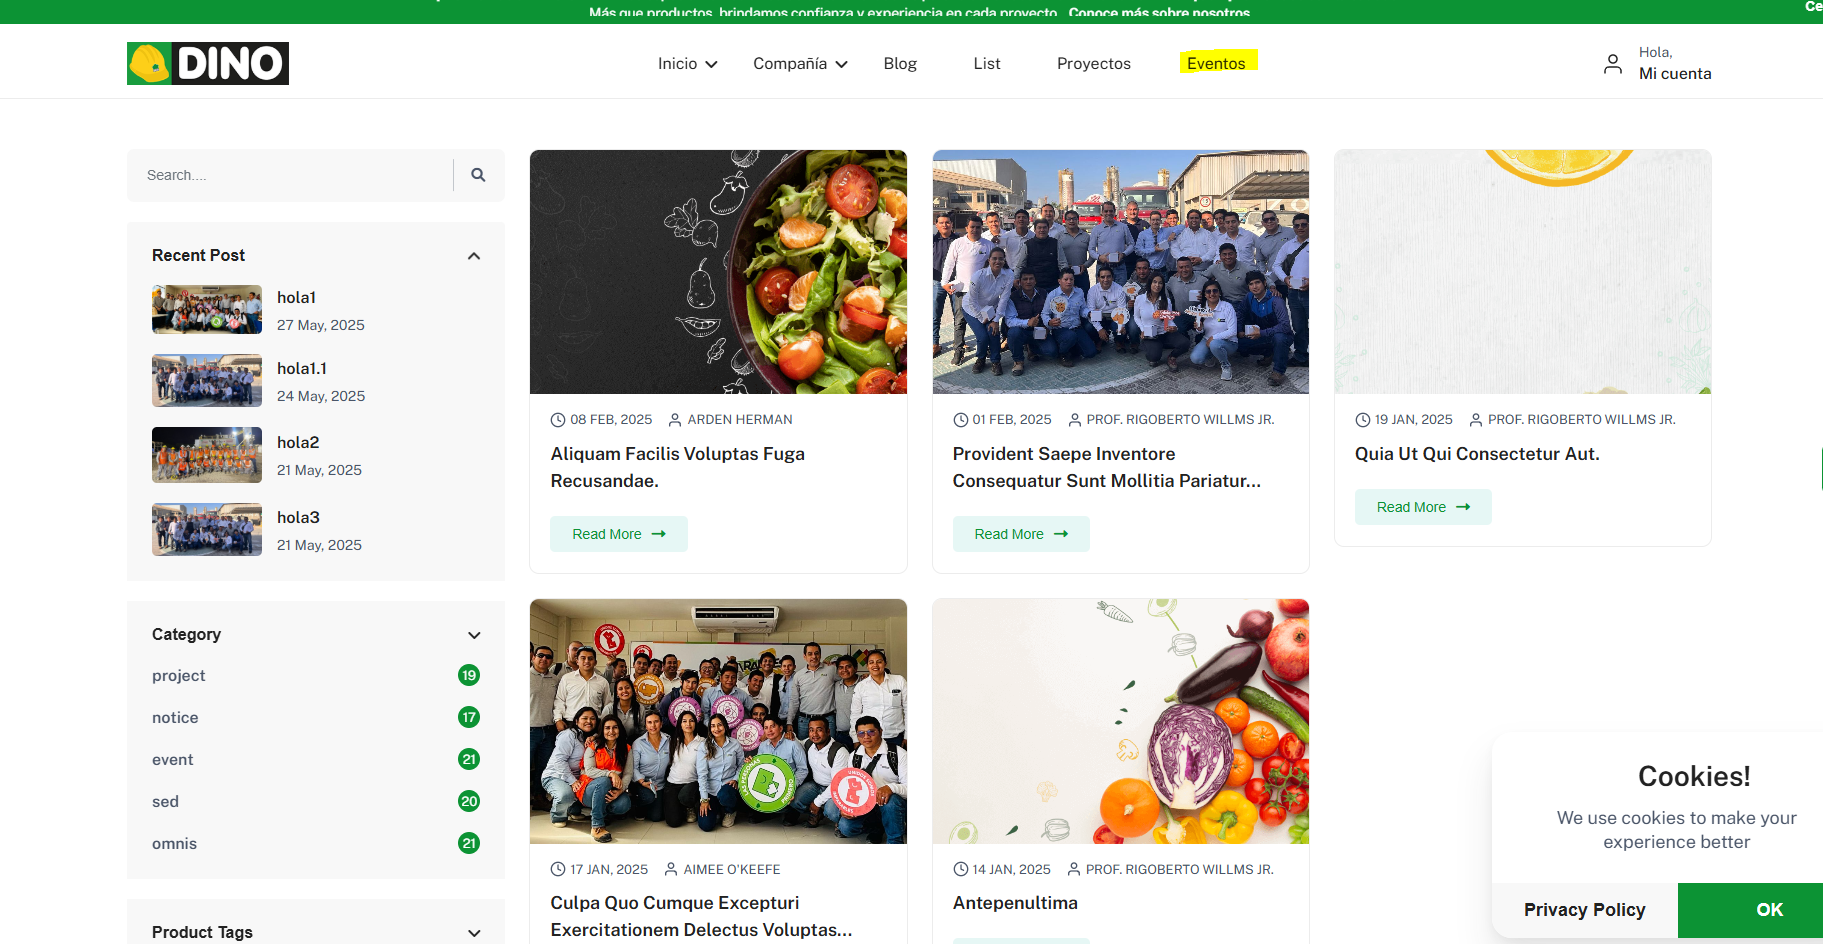 Más que productos, brindamos confianza y experiencia en cada proyecto. Conoce más sobre nosotros
Ce
DINO
Inicio
Compañía
Blog
List
Proyectos
Eventos
Hola,
Mi cuenta
Search....
Recent Post
hola1
27 May, 2025
hola1.1
24 May, 2025
hola2
21 May, 2025
hola3
21 May, 2025
Category
project
19
notice
17
event
21
sed
20
omnis
21
Product Tags
08 FEB, 2025
ARDEN HERMAN
Aliquam Facilis Voluptas Fuga
Recusandae.
Read More
01 FEB, 2025
PROF. RIGOBERTO WILLMS JR.
Provident Saepe Inventore
Consequatur Sunt Mollitia Pariatur...
Read More
19 JAN, 2025
PROF. RIGOBERTO WILLMS JR.
Quia Ut Qui Consectetur Aut.
Read More
17 JAN, 2025
AIMEE O'KEEFE
Culpa Quo Cumque Excepturi
Exercitationem Delectus Voluptas...
14 JAN, 2025
PROF. RIGOBERTO WILLMS JR.
Antepenultima
Cookies!
We use cookies to make your
experience better
Privacy Policy
OK